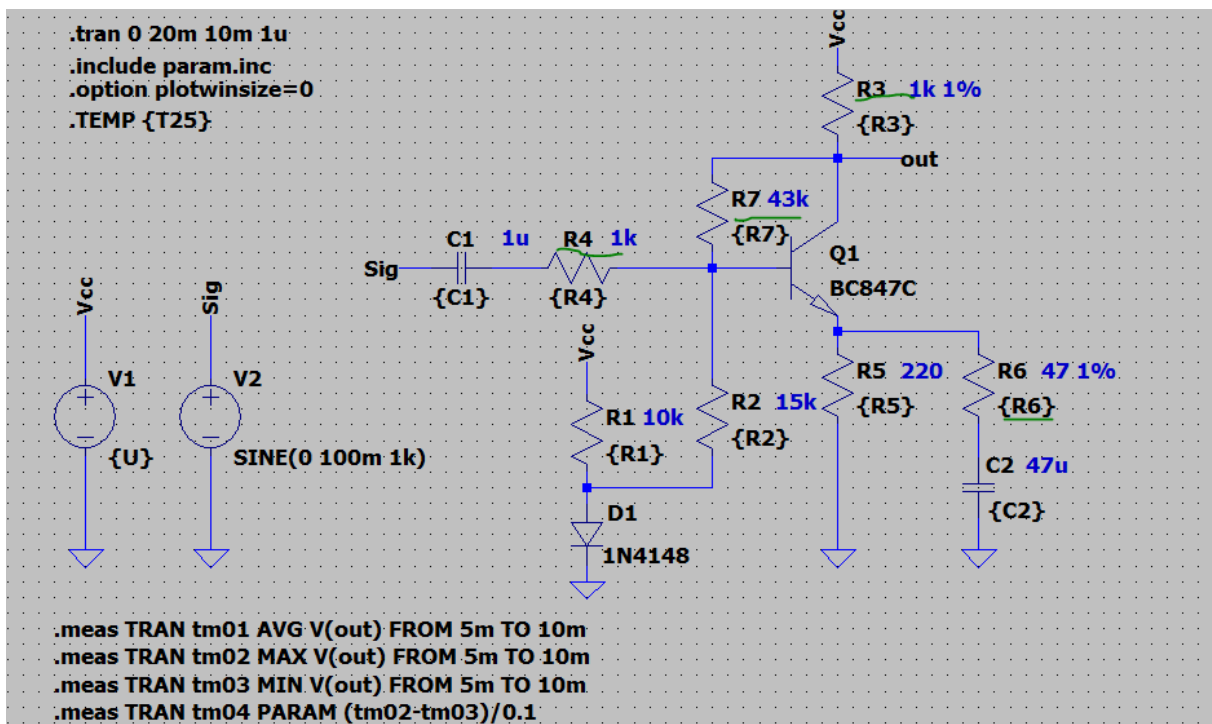 .tran 0 20m 10m 1u
.include param.inc
.option plotwinsize=0
.TEMP {T25}
Vcc
R3 1k 1%
{R3}
out
R7 43k
{R7}
C1 1u
R4 1k
Sig
{C1}
{R4}
Q1
BC847C
Vcc
Sig
Vcc
V1
{U}
V2
SINE(0 100m 1k)
R1 10k
{R1}
R2 15k
{R2}
R5 220
{R5}
R6 47 1%
{R6}
C2 47u
{C2}
D1
1N4148
.meas TRAN tm01 AVG V(out) FROM 5m TO 10m
.meas TRAN tm02 MAX V(out) FROM 5m TO 10m
.meas TRAN tm03 MIN V(out) FROM 5m TO 10m
.meas TRAN tm04 PARAM (tm02-tm03)/0.1